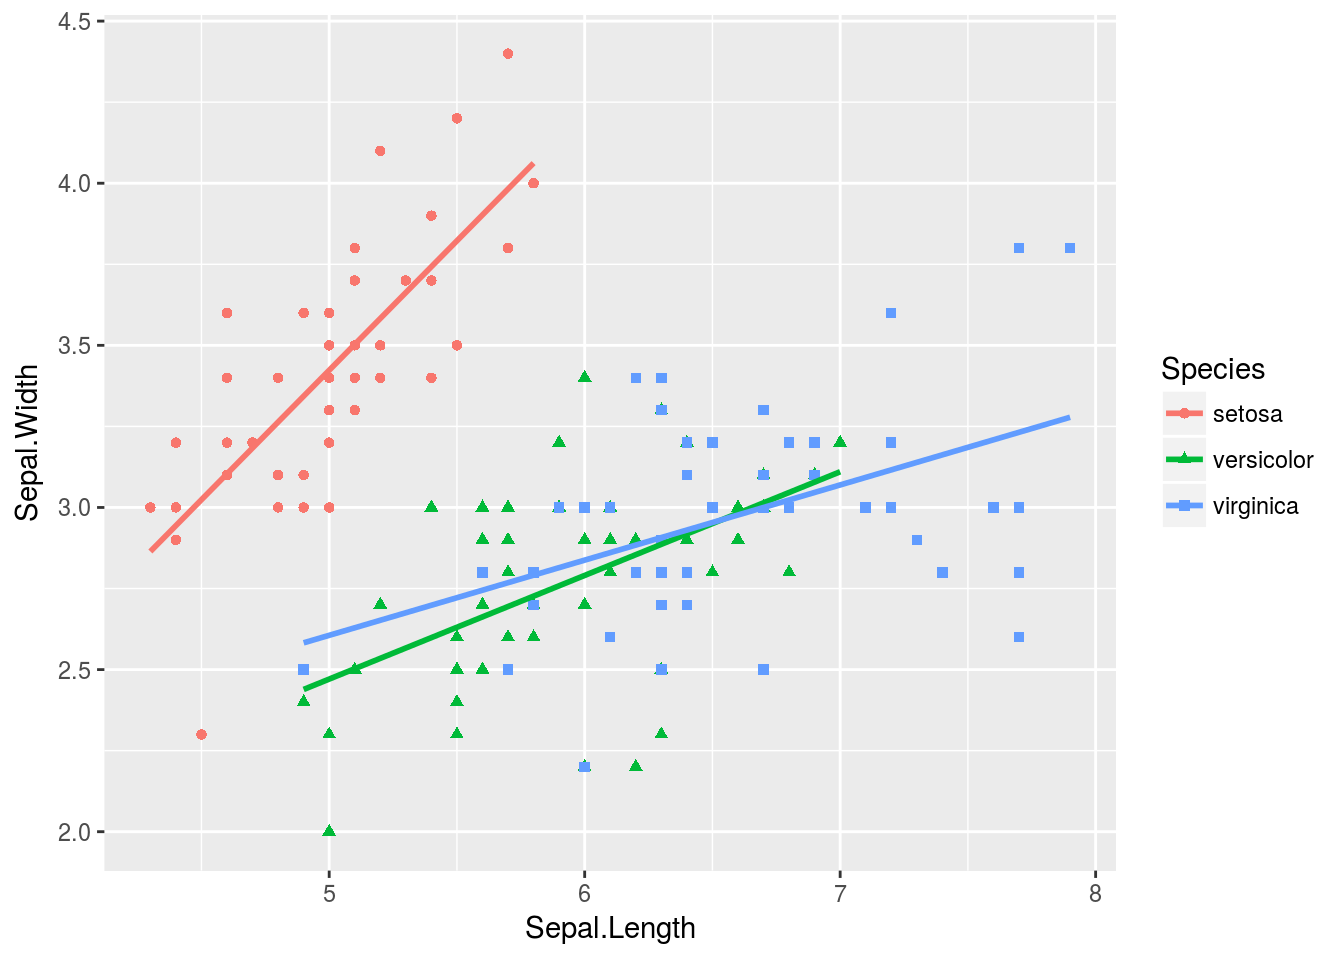 4.5
4.0
3.5
3.0
2.5
2.0
Sepal.Width
5 6 7 8
Sepal.Length
Species
setosa
versicolor
virginica